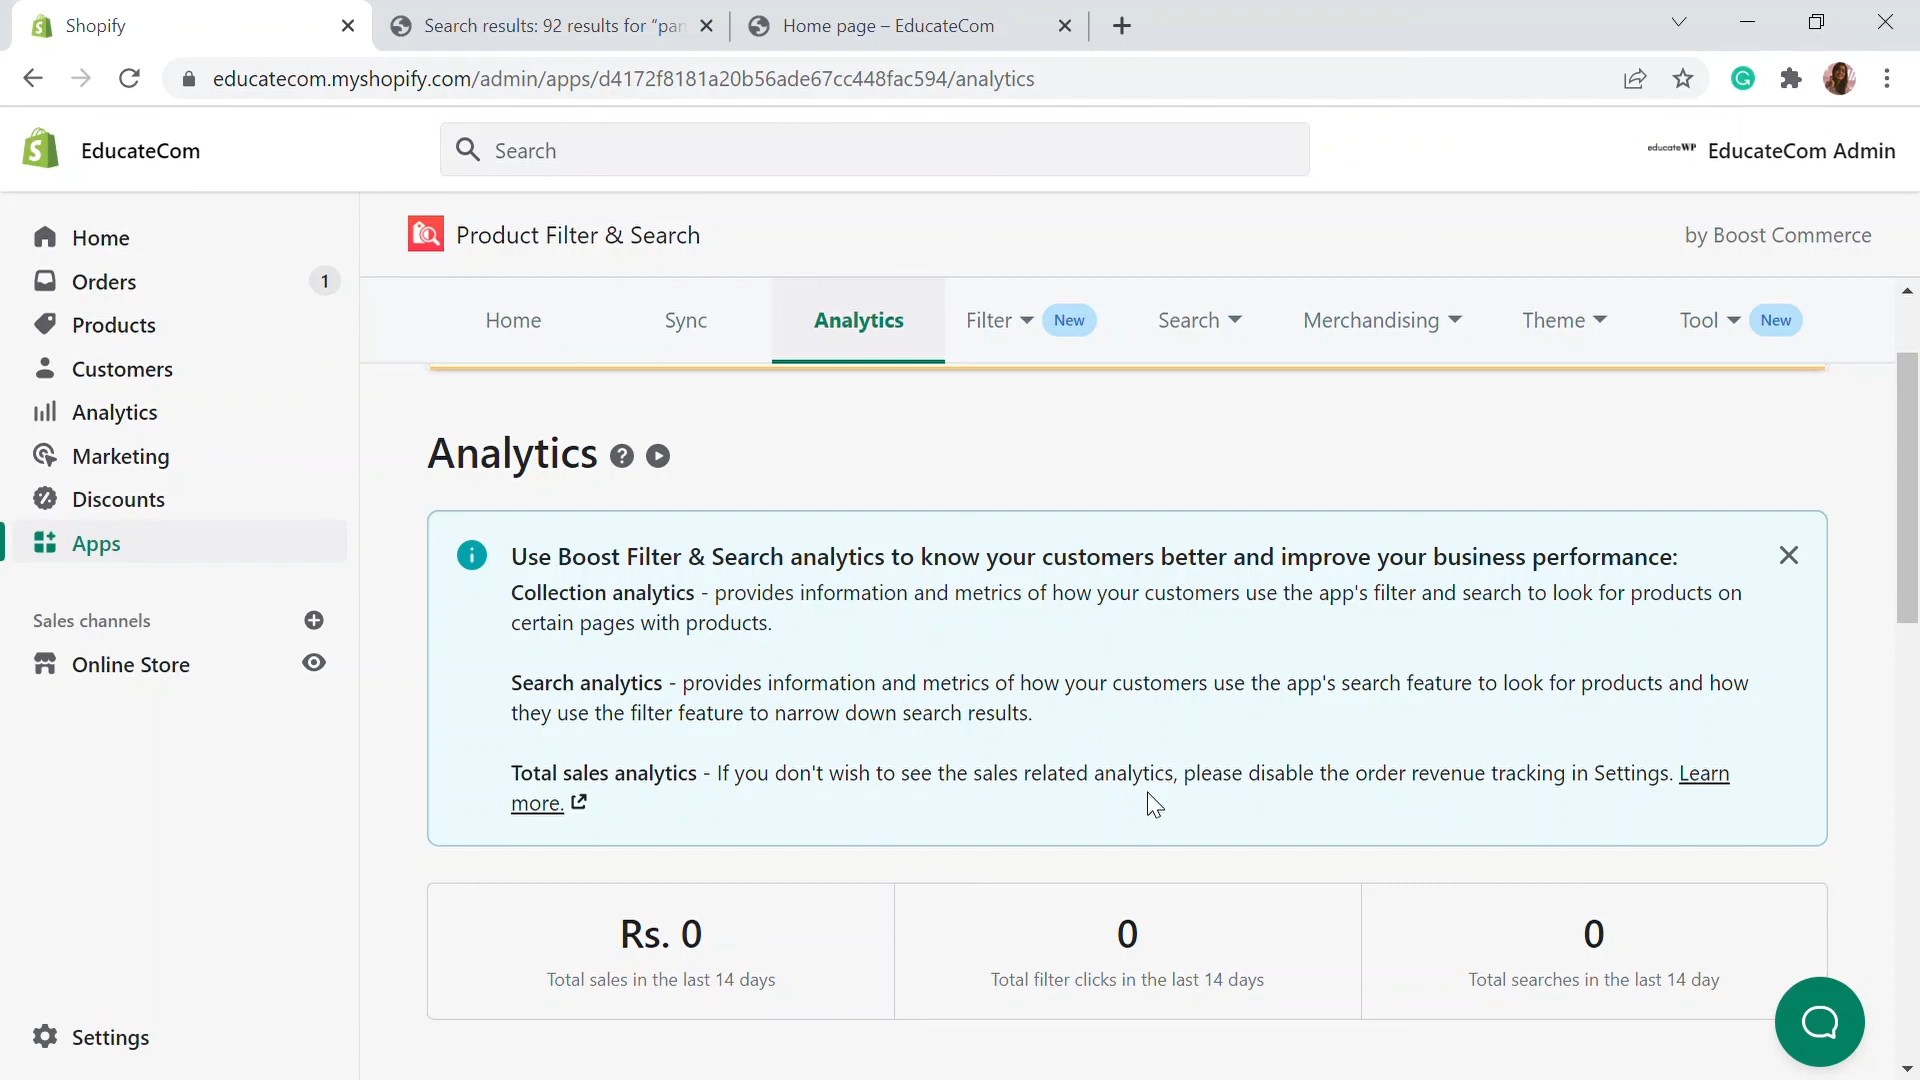 Shopify
Search results: 92 results for “pan
Home page – EducateCom
educatecom.myshopify.com/admin/apps/d4172f8181a20b56ade67cc448fac594/analytics
EducateCom
Search
educateWP EducateCom Admin
Home
Orders 1
Products
Customers
Analytics
Marketing
Discounts
Apps
Sales channels
Online Store
Settings
Product Filter & Search
by Boost Commerce
Home Sync Analytics Filter New Search Merchandising Theme Tool New
Analytics
Use Boost Filter & Search analytics to know your customers better and improve your business performance:
Collection analytics - provides information and metrics of how your customers use the app's filter and search to look for products on
certain pages with products.
Search analytics - provides information and metrics of how your customers use the app's search feature to look for products and how
they use the filter feature to narrow down search results.
Total sales analytics - If you don't wish to see the sales related analytics, please disable the order revenue tracking in Settings. Learn
more.
Rs. 0
Total sales in the last 14 days
0
Total filter clicks in the last 14 days
0
Total searches in the last 14 day